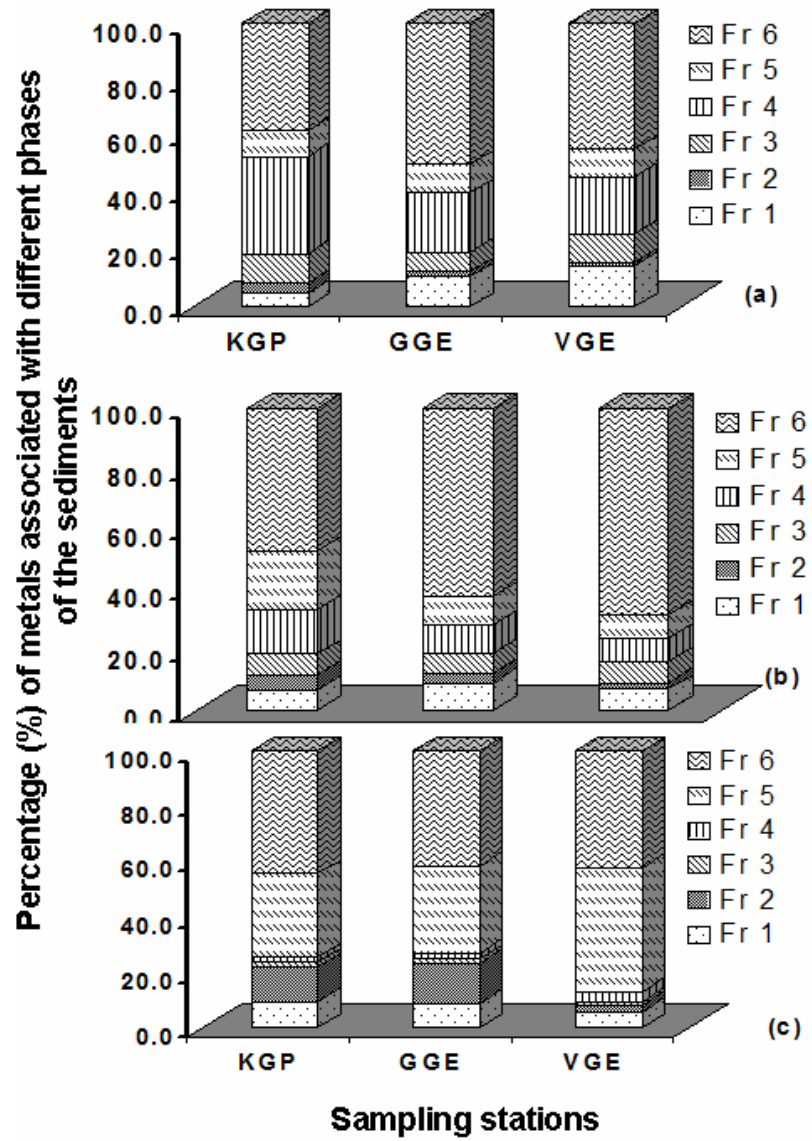 Percentage (%) of metals associated with different phases
of the sediments
100.0
80.0
60.0
40.0
20.0
0.0
KGP GGE VGE
Fr 6
Fr 5
Fr 4
Fr 3
Fr 2
Fr 1
(a)
100.0
80.0
60.0
40.0
20.0
0.0
Fr 6
Fr 5
Fr 4
Fr 3
Fr 2
Fr 1
(b)
100.0
80.0
60.0
40.0
20.0
0.0
KGP GGE VGE
Fr 6
Fr 5
Fr 4
Fr 3
Fr 2
Fr 1
(c)
Sampling stations